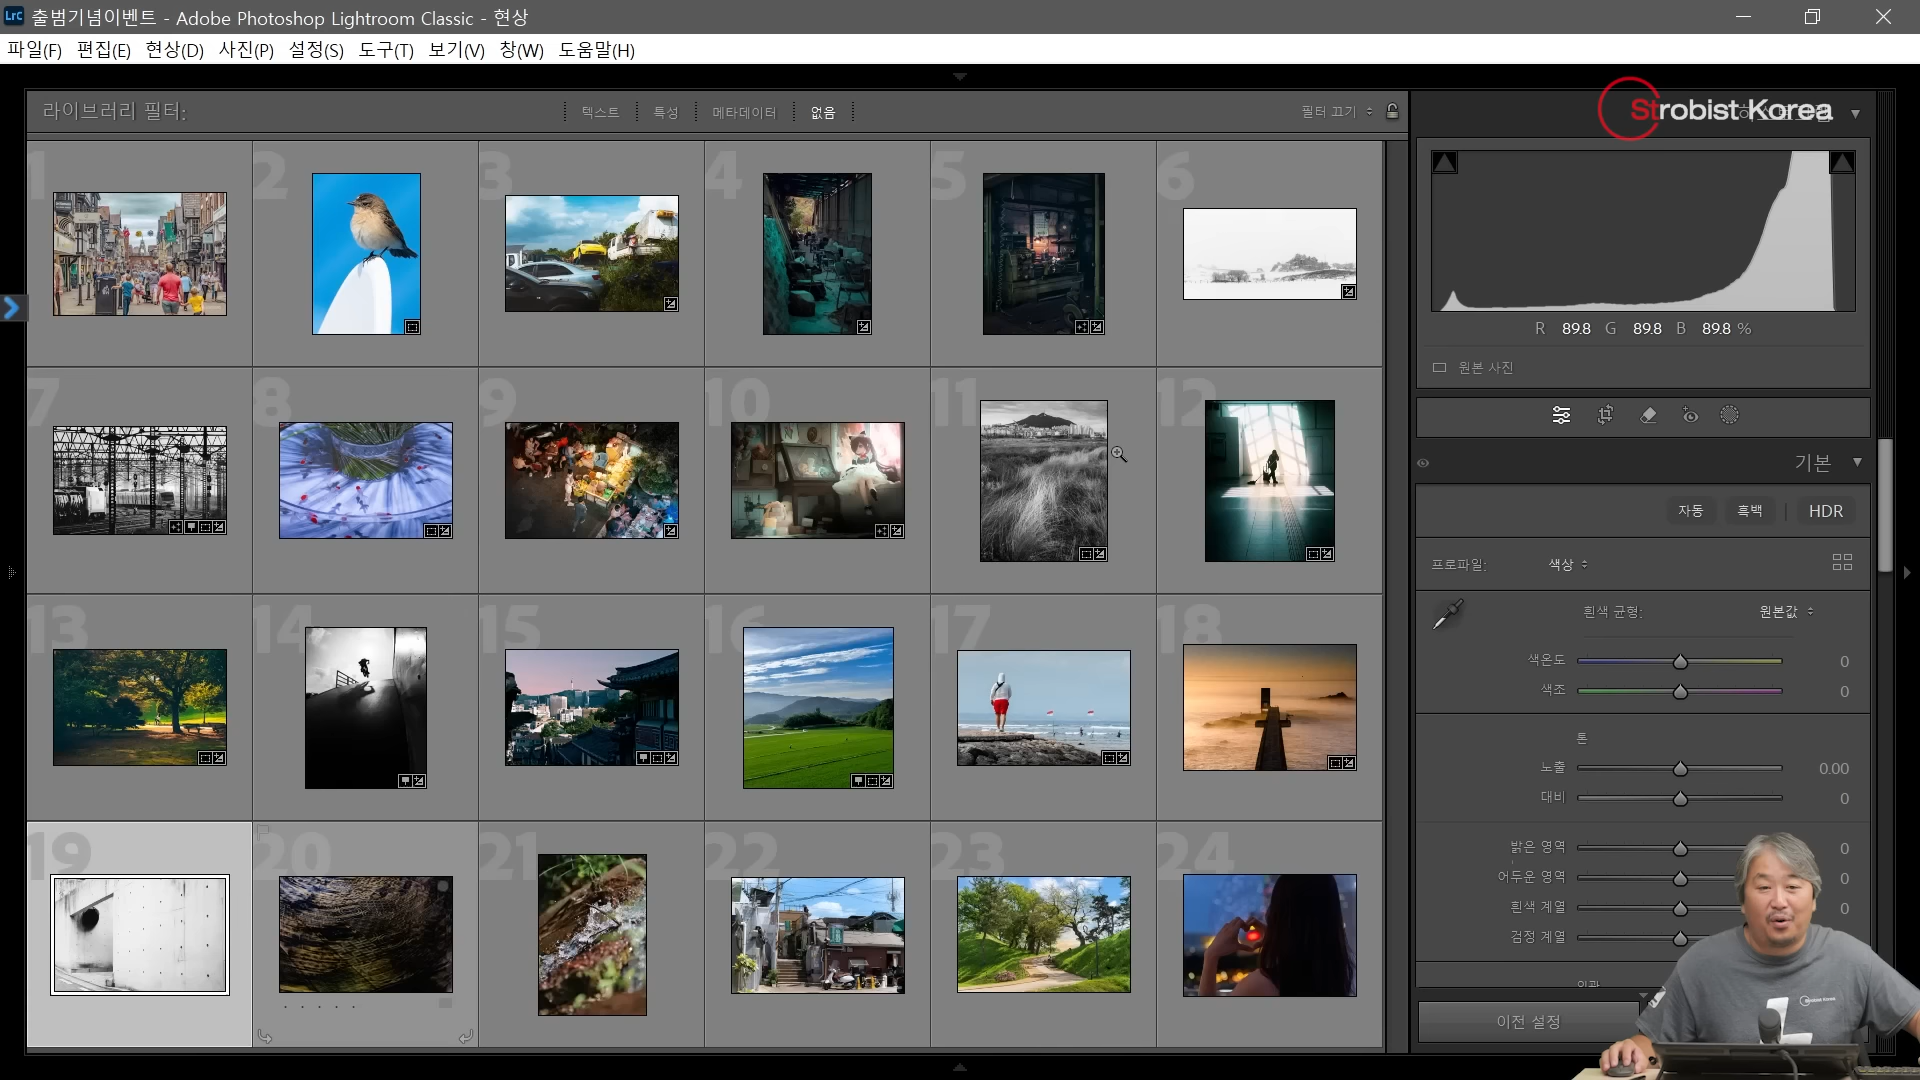 LrC 출범기념이벤트 - Adobe Photoshop Lightroom Classic - 현상
파일(F) 편집(E) 현상(D) 사진(P) 설정(S) 도구(T) 보기(V) 창(W) 도움말(H)
라이브러리 필터: 텍스트 특성 메타데이터 없음 필터 끄기
Strobist Korea
1 2 3 4 5 6
R 89.8 G 89.8 B 89.8 %
원본 사진
7 8 9 10 11 12
기본
자동 흑백 HDR
프로파일: 색상
흰색 균형: 원본값
13 14 15 16 17 18
색온도 0
색조 0
톤
노출 0.00
대비 0
19 20 21 22 23 24
밝은 영역 0
어두운 영역 0
흰색 계열 0
검정 계열
이전 설정
Strobist Korea